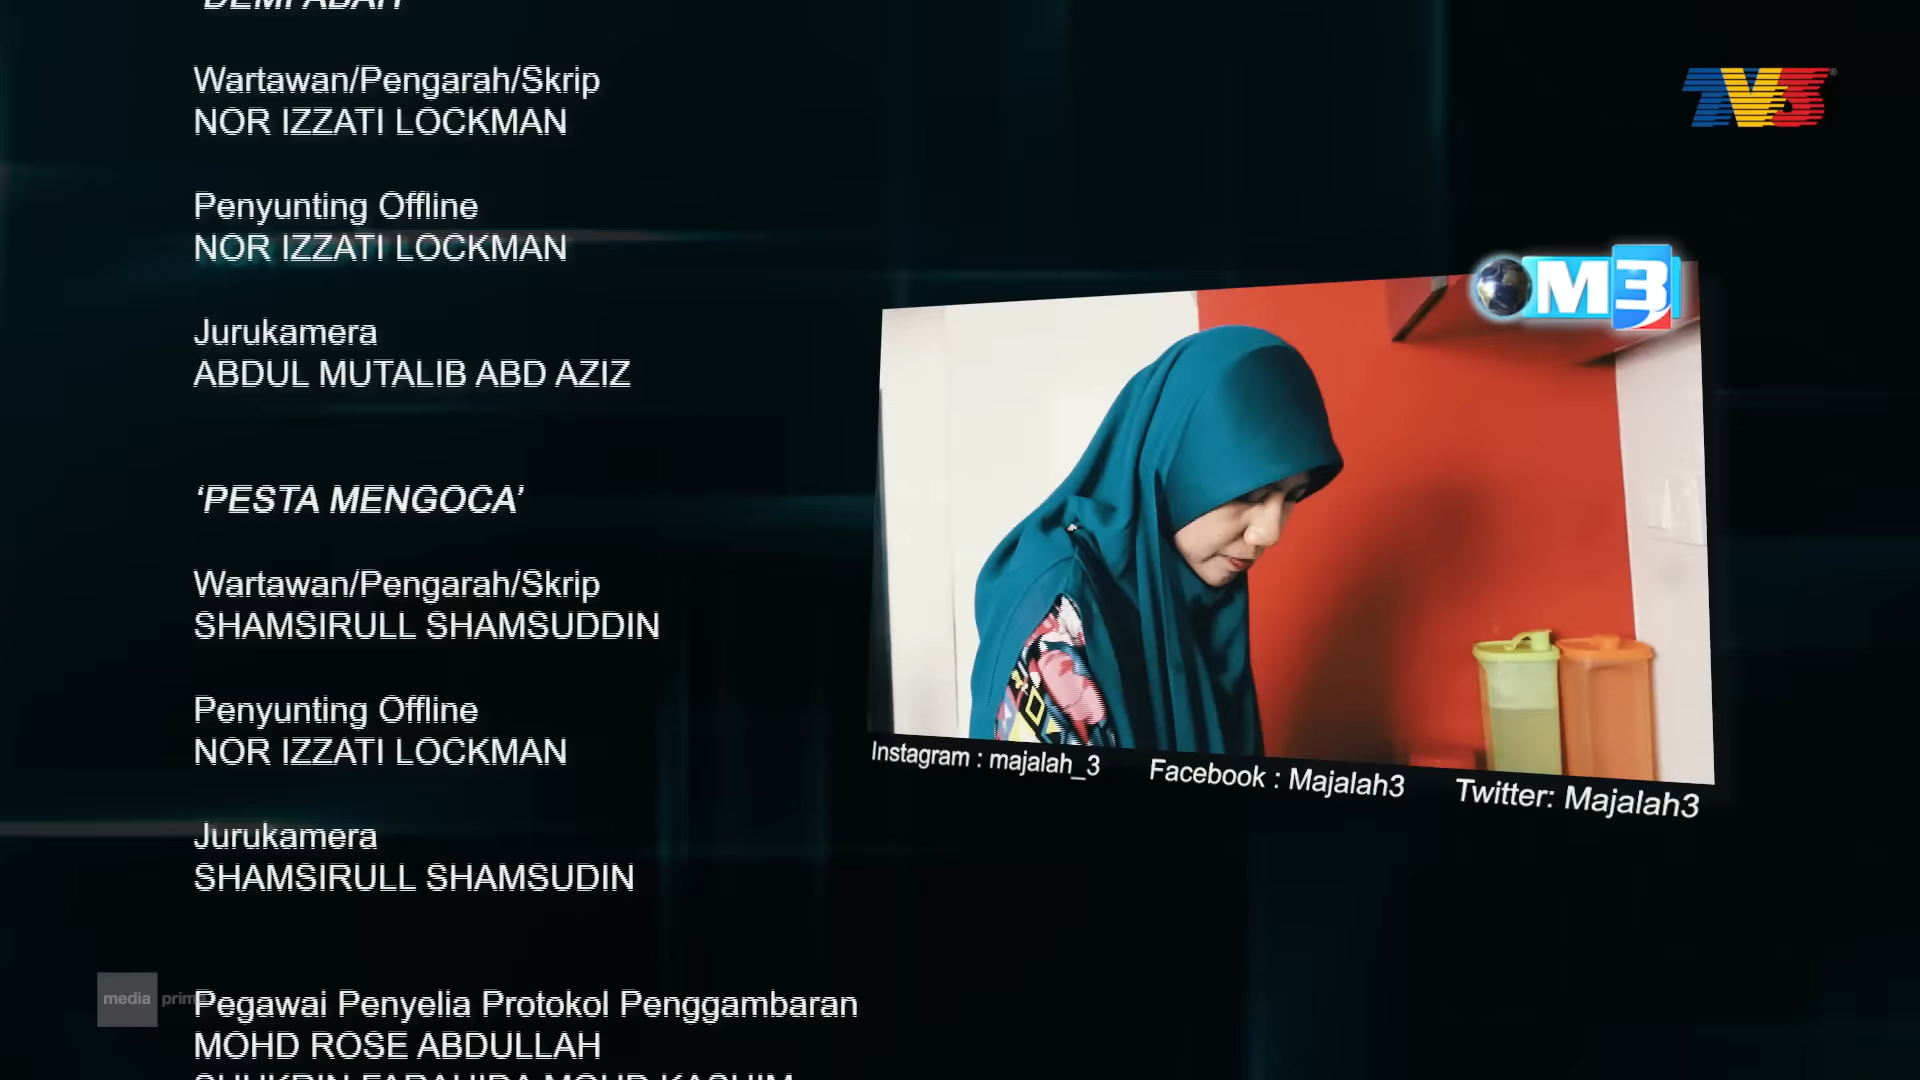 Wartawan/Pengarah/Skrip
NOR IZZATI LOCKMAN
Penyunting Offline
NOR IZZATI LOCKMAN
Jurukamera
ABDUL MUTALIB ABD AZIZ
‘PESTA MENGOCA’
Wartawan/Pengarah/Skrip
SHAMSIRULL SHAMSUDDIN
Penyunting Offline
NOR IZZATI LOCKMAN
Jurukamera
SHAMSIRULL SHAMSUDIN
Pegawai Penyelia Protokol Penggambaran
MOHD ROSE ABDULLAH
TV3
M3
Instagram : majalah_3 Facebook : Majalah3 Twitter: Majalah3
media prima